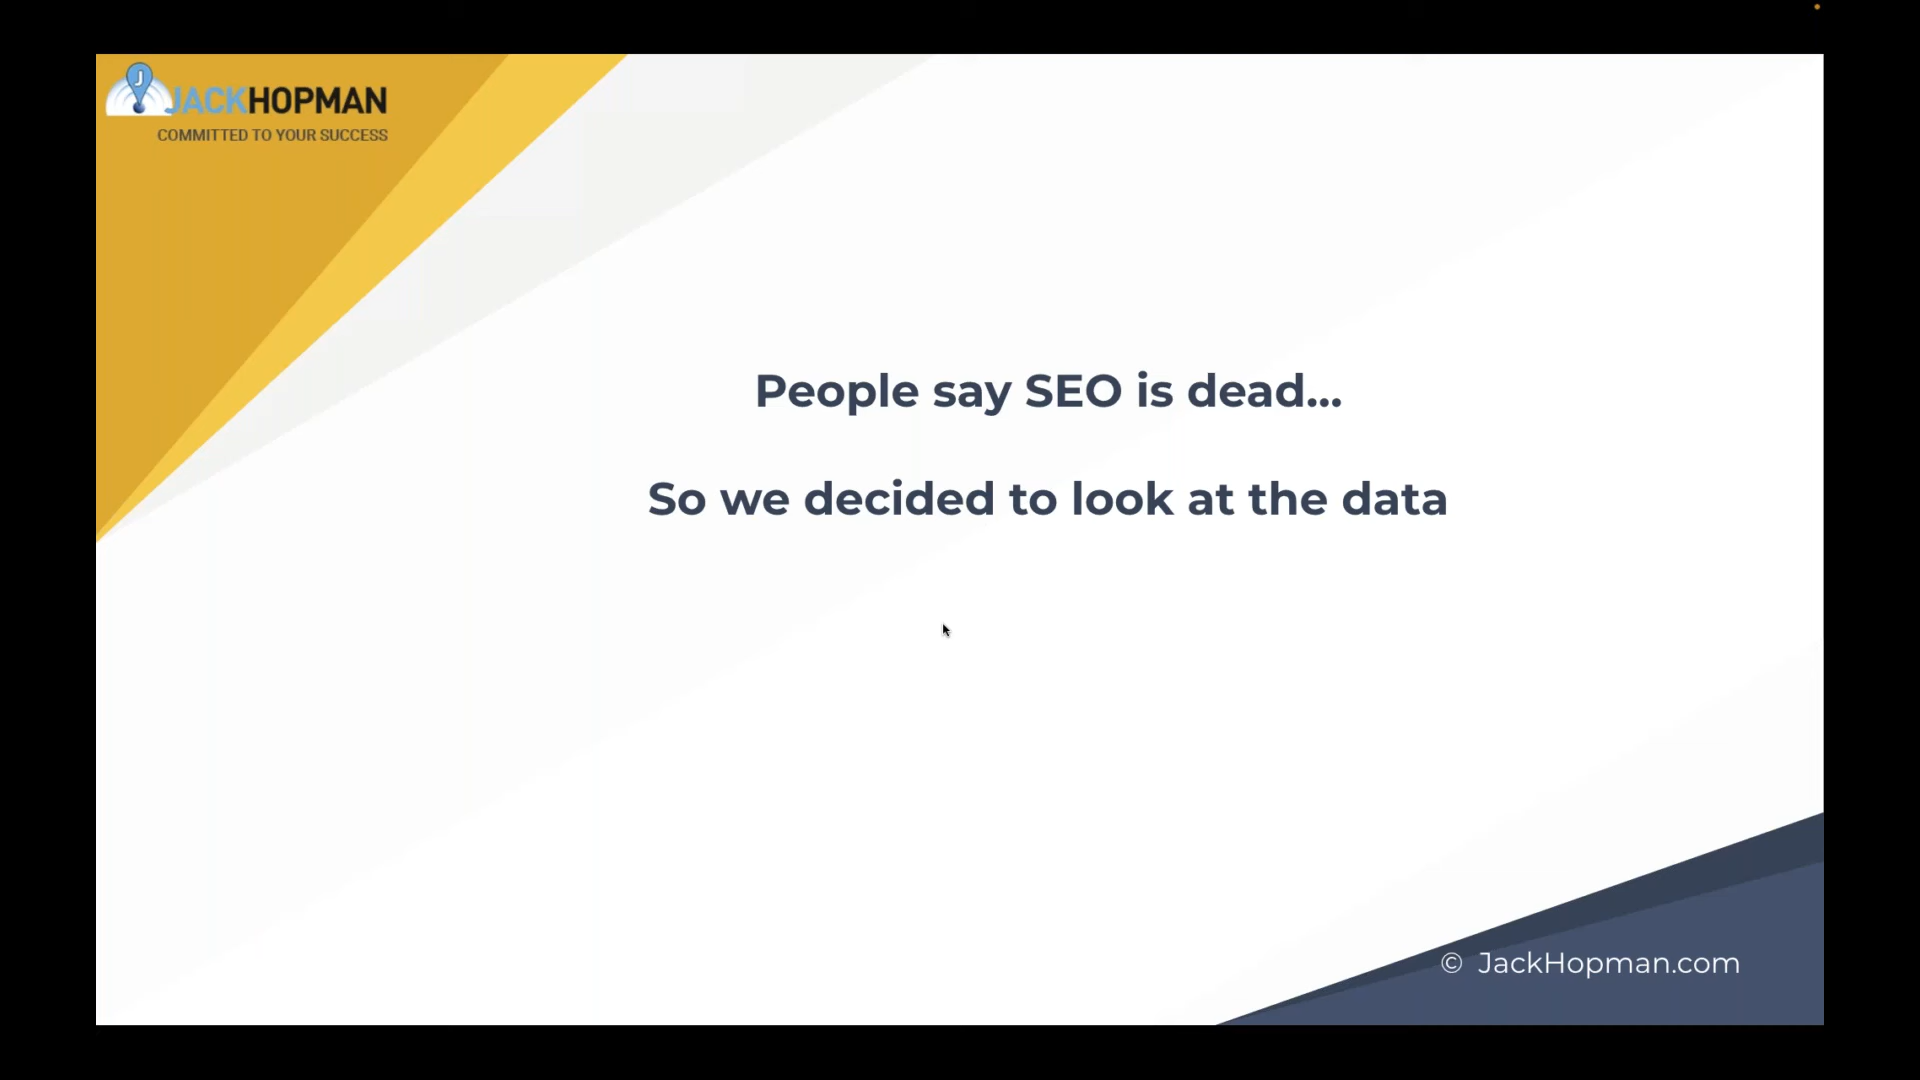 J
JACKHOPMAN
COMMITTED TO YOUR SUCCESS
People say SEO is dead...
So we decided to look at the data
© JackHopman.com